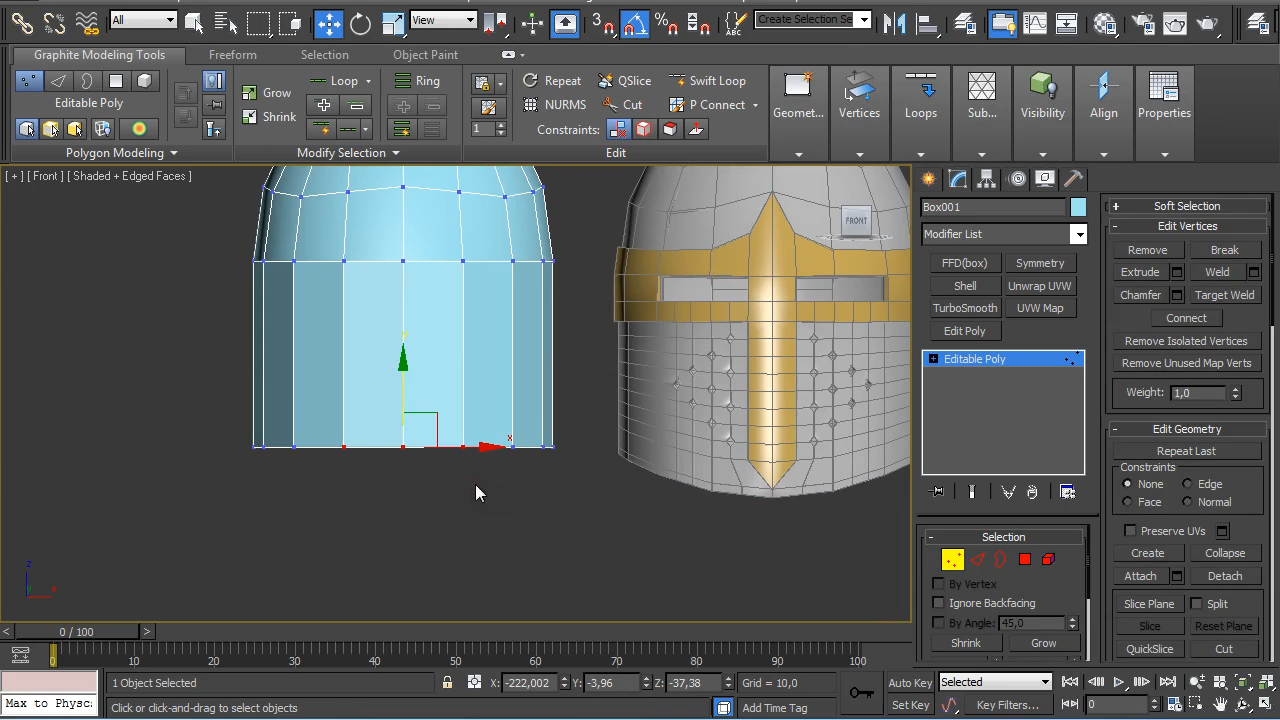 All
View
3
Create Selection Se
ABC
Graphite Modeling Tools
Freeform
Selection
Object Paint
Editable Poly
Grow
Shrink
Loop
Ring
1
Repeat
QSlice
Swift Loop
NURMS
Cut
P Connect
Constraints:
Geomet...
Vertices
Loops
Sub...
Visibility
Align
Properties
Polygon Modeling
Modify Selection
Edit
[ + ] [ Front ] [ Shaded + Edged Faces ]
FRONT
x
z
x
Box001
Modifier List
FFD(box)
Symmetry
Shell
Unwrap UVW
TurboSmooth
UVW Map
Edit Poly
Editable Poly
Selection
By Vertex
Ignore Backfacing
By Angle:
45,0
Shrink
Grow
Soft Selection
Edit Vertices
Remove
Break
Extrude
Weld
Chamfer
Target Weld
Connect
Remove Isolated Vertices
Remove Unused Map Verts
Weight:
1,0
Edit Geometry
Repeat Last
Constraints
None
Edge
Face
Normal
Preserve UVs
Create
Collapse
Attach
Detach
Slice Plane
Split
Slice
Reset Plane
QuickSlice
Cut
0 / 100
0
10
20
30
40
50
60
70
80
90
100
1 Object Selected
X:
-222,002
Y:
-3,96
Z:
-37,38
Grid = 10,0
Auto Key
Selected
Max to Physc:
Click or click-and-drag to select objects
Add Time Tag
Set Key
Key Filters...
0